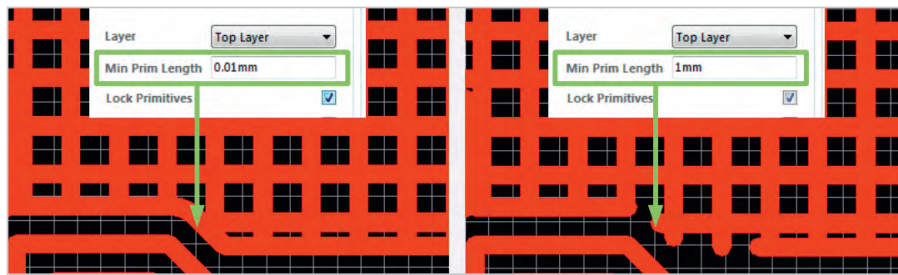 Layer Top Layer
Min Prim Length 0.01mm
Lock Primitives
Layer Top Layer
Min Prim Length 1mm
Lock Primitives